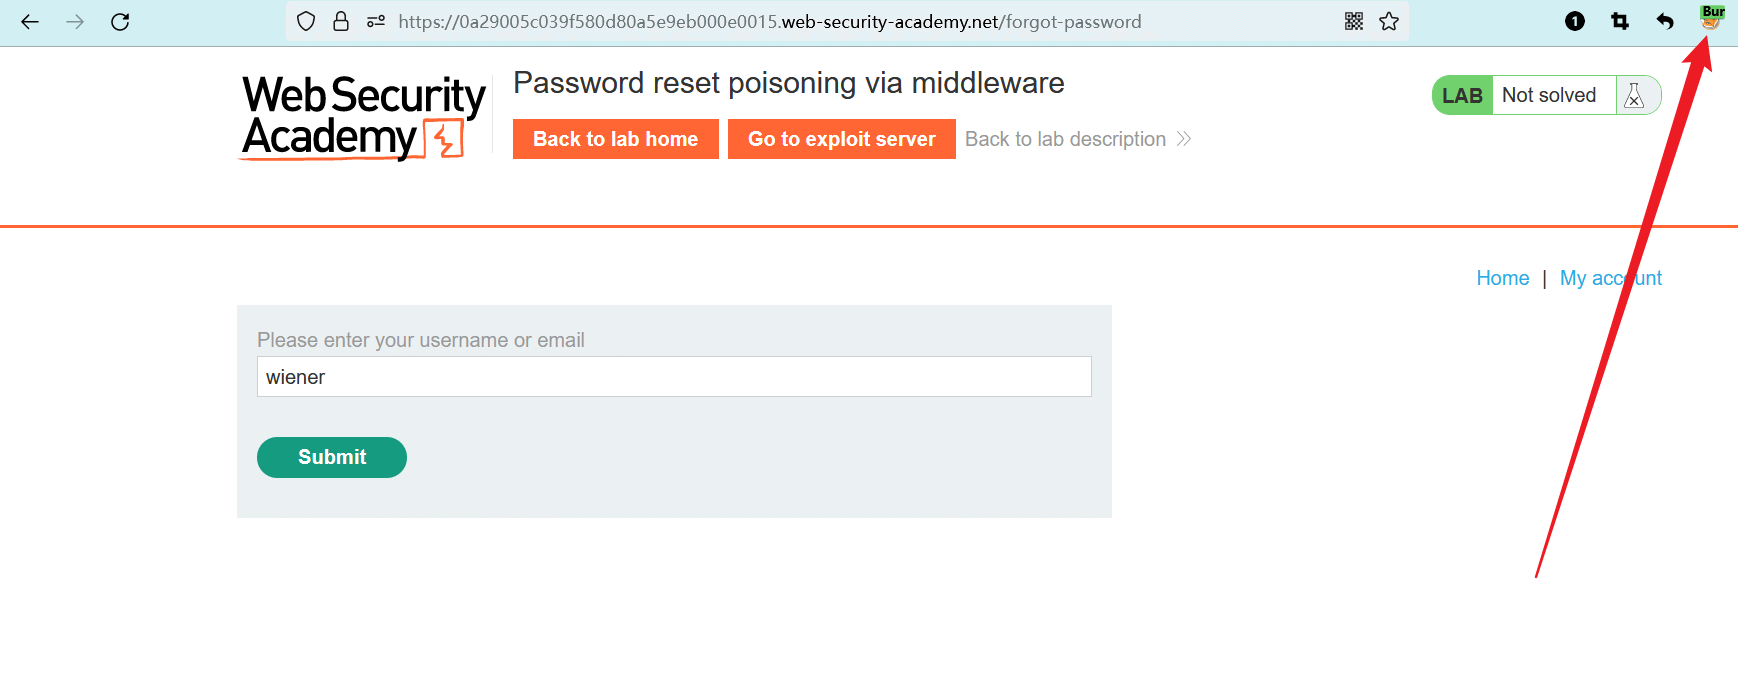 https://0a29005c039f580d80a5e9eb000e0015.web-security-academy.net/forgot-password
1
Bur
Web Security
Academy
Password reset poisoning via middleware
Back to lab home
Go to exploit server
Back to lab description
LAB
Not solved
Home | My account
Please enter your username or email
wiener
Submit